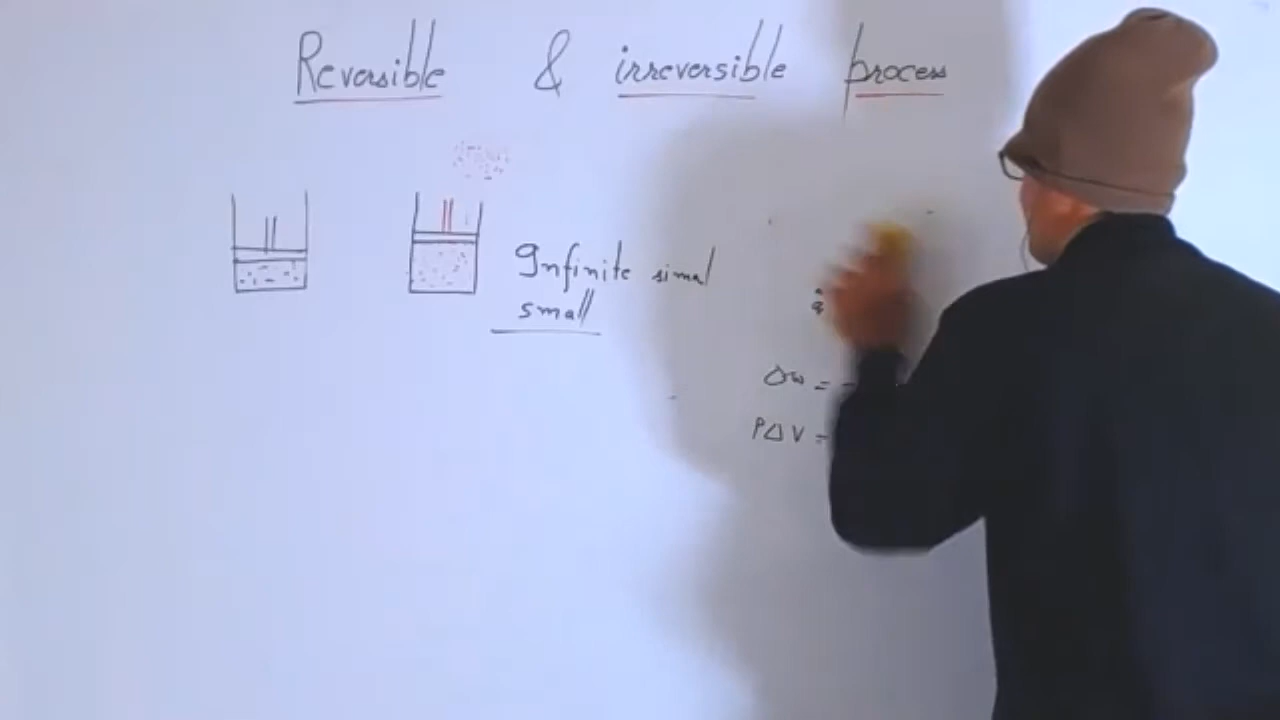 Reversible & irreversible process
Infinite simal
small
Δw =
PΔV =